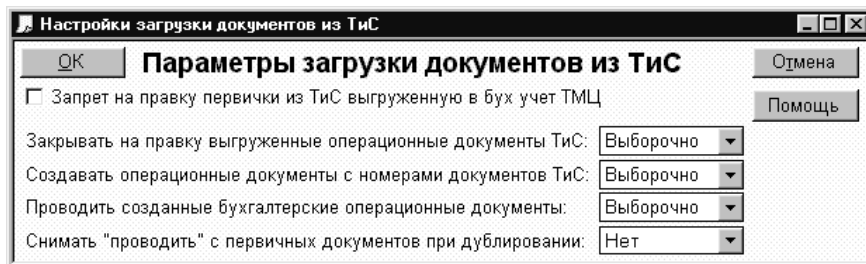 Настройки загрузки документов из ТиС
OK Параметры загрузки документов из ТиС Отмена
Запрет на правку первички из ТиС выгруженную в бух учет ТМЦ
Помощь
Закрывать на правку выгруженные операционные документы ТиС: Выборочно
Создавать операционные документы с номерами документов ТиС: Выборочно
Проводить созданные бухгалтерские операционные документы: Выборочно
Снимать "проводить" с первичных документов при дублировании: Нет